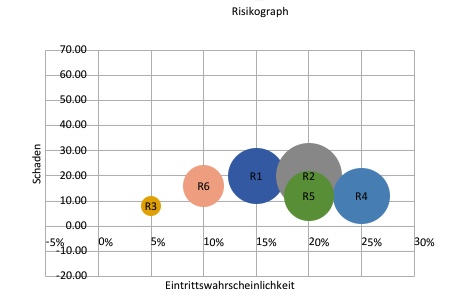 Risikograph
70.00
60.00
50.00
40.00
30.00
20.00
10.00
0.00
-10.00
-20.00
-5% 0% 5% 10% 15% 20% 25% 30%
R1 R2
R6 R5 R4
R3
Schaden
Eintrittswahrscheinlichkeit